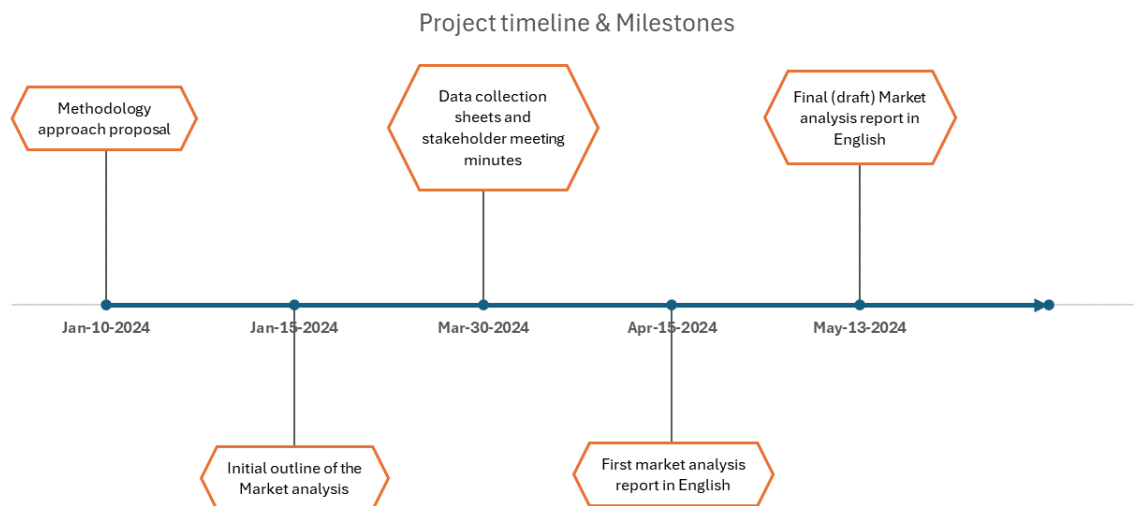 Project timeline & Milestones
Methodology
approach proposal
Data collection
sheets and
stakeholder meeting
minutes
Final (draft) Market
analysis report in
English
Jan-10-2024
Jan-15-2024
Mar-30-2024
Apr-15-2024
May-13-2024
Initial outline of the
Market analysis
First market analysis
report in English